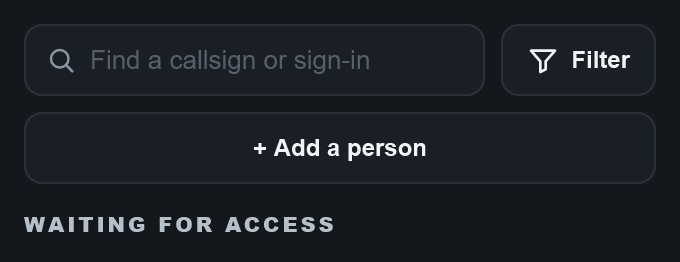 Find a callsign or sign-in
Filter
+ Add a person
WAITING FOR ACCESS